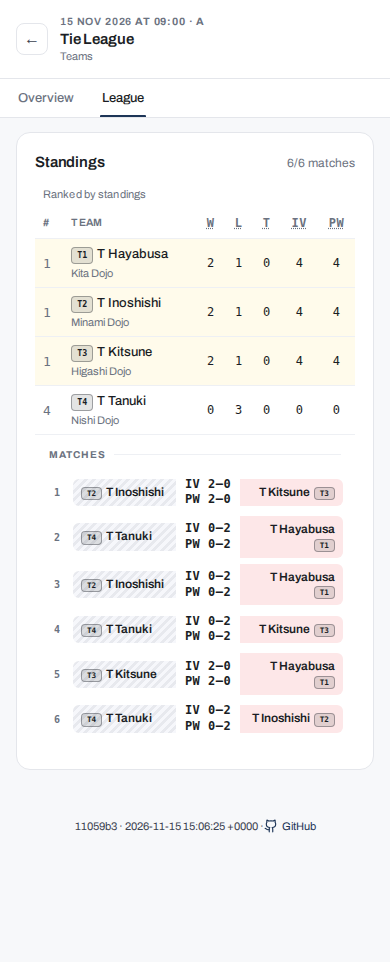 ←
15 NOV 2026 AT 09:00 · A
Tie League
Teams
Overview League
Standings 6/6 matches
Ranked by standings
# TEAM W L T IV PW
1 T1 T Hayabusa 2 1 0 4 4
Kita Dojo
1 T2 T Inoshishi 2 1 0 4 4
Minami Dojo
1 T3 T Kitsune 2 1 0 4 4
Higashi Dojo
4 T4 T Tanuki 0 3 0 0 0
Nishi Dojo
MATCHES
1 T2 T Inoshishi IV 2–0 T Kitsune T3
PW 2–0
2 T4 T Tanuki IV 0–2 T Hayabusa
PW 0–2 T1
3 T2 T Inoshishi IV 0–2 T Hayabusa
PW 0–2 T1
4 T4 T Tanuki IV 0–2 T Kitsune T3
PW 0–2
5 T3 T Kitsune IV 2–0 T Hayabusa
PW 2–0 T1
6 T4 T Tanuki IV 0–2 T Inoshishi T2
PW 0–2
11059b3 · 2026-11-15 15:06:25 +0000 · GitHub